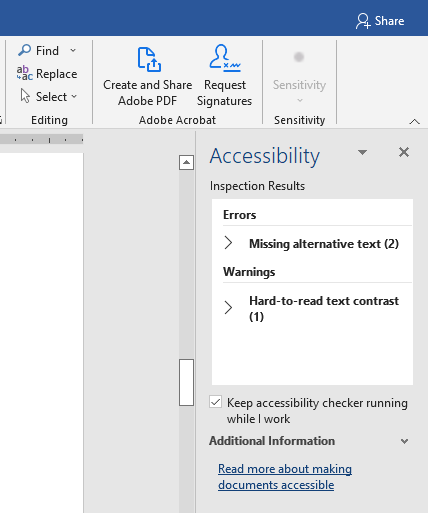 Share
Find
Replace
Select
Create and Share
Adobe PDF
Request
Signatures
Sensitivity
Editing
Adobe Acrobat
Sensitivity
Accessibility
Inspection Results
Errors
Missing alternative text (2)
Warnings
Hard-to-read text contrast
(1)
Keep accessibility checker running
while I work
Additional Information
Read more about making
documents accessible